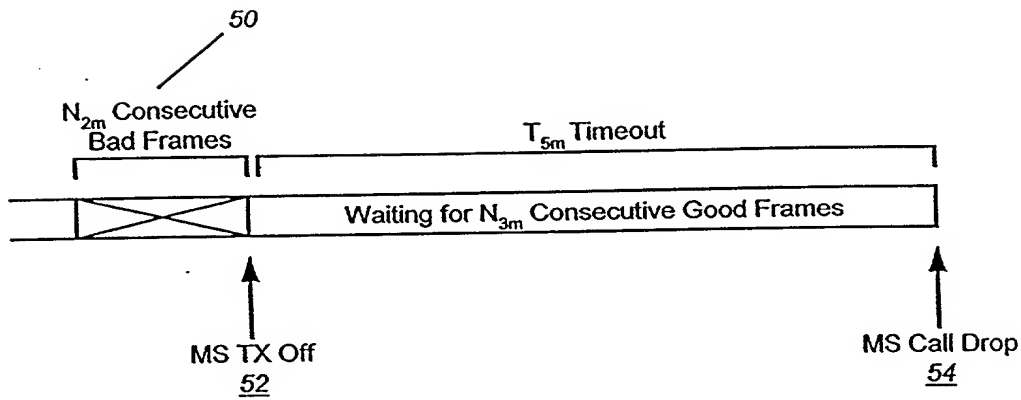 50
N2m Consecutive
Bad Frames
T5m Timeout
Waiting for N3m Consecutive Good Frames
MS TX Off
52
MS Call Drop
54